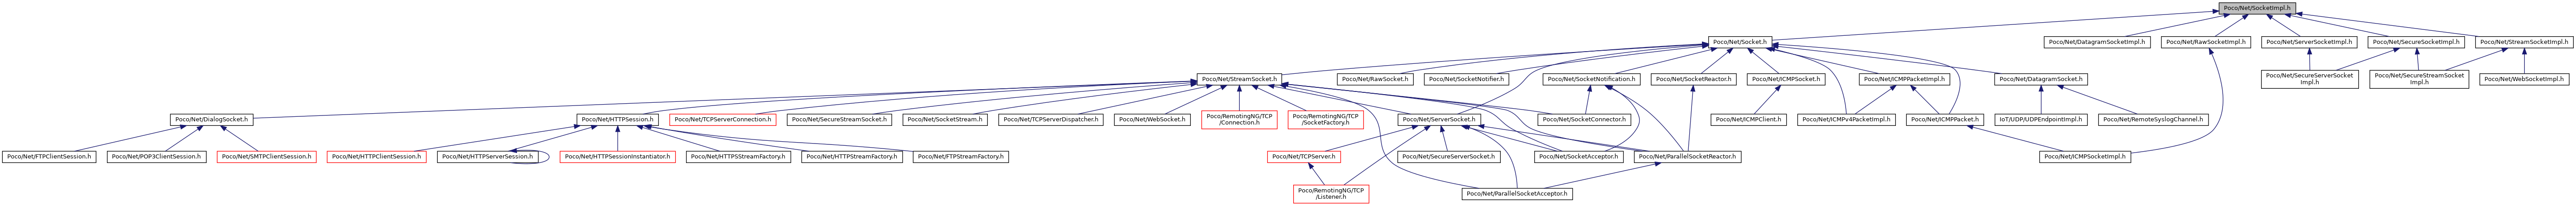 Poco/Net/SocketImpl.h
Poco/Net/Socket.h
Poco/Net/DatagramSocketImpl.h
Poco/Net/RawSocketImpl.h
Poco/Net/ServerSocketImpl.h
Poco/Net/SecureSocketImpl.h
Poco/Net/StreamSocketImpl.h
Poco/Net/StreamSocket.h
Poco/Net/RawSocket.h
Poco/Net/SocketNotifier.h
Poco/Net/SocketNotification.h
Poco/Net/SocketReactor.h
Poco/Net/ICMPSocket.h
Poco/Net/ICMPPacketImpl.h
Poco/Net/DatagramSocket.h
Poco/Net/SecureServerSocket
Impl.h
Poco/Net/SecureStreamSocket
Impl.h
Poco/Net/WebSocketImpl.h
Poco/Net/DialogSocket.h
Poco/Net/HTTPSession.h
Poco/Net/TCPServerConnection.h
Poco/Net/SecureStreamSocket.h
Poco/Net/SocketStream.h
Poco/Net/TCPServerDispatcher.h
Poco/Net/WebSocket.h
Poco/RemotingNG/TCP
/Connection.h
Poco/RemotingNG/TCP
/SocketFactory.h
Poco/Net/ServerSocket.h
Poco/Net/SocketConnector.h
Poco/Net/ICMPClient.h
Poco/Net/ICMPv4PacketImpl.h
Poco/Net/ICMPPacket.h
IoT/UDP/UDPEndpointImpl.h
Poco/Net/RemoteSyslogChannel.h
Poco/Net/FTPClientSession.h
Poco/Net/POP3ClientSession.h
Poco/Net/SMTPClientSession.h
Poco/Net/HTTPClientSession.h
Poco/Net/HTTPServerSession.h
Poco/Net/HTTPSessionInstantiator.h
Poco/Net/HTTPSStreamFactory.h
Poco/Net/HTTPStreamFactory.h
Poco/Net/FTPStreamFactory.h
Poco/Net/TCPServer.h
Poco/Net/SecureServerSocket.h
Poco/Net/SocketAcceptor.h
Poco/Net/ParallelSocketReactor.h
Poco/Net/ICMPSocketImpl.h
Poco/RemotingNG/TCP
/Listener.h
Poco/Net/ParallelSocketAcceptor.h